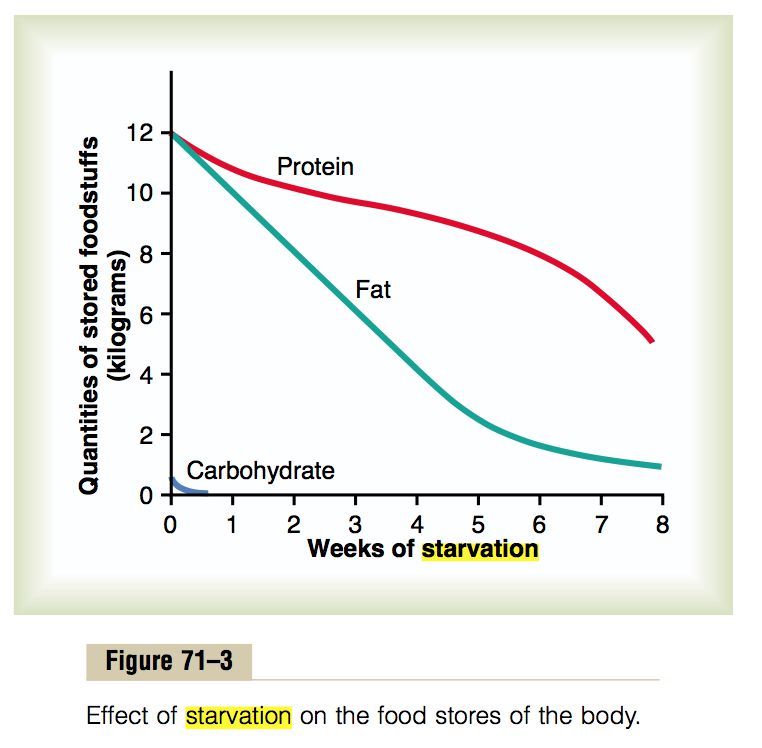 12
10
8
6
4
2
0
Quantities of stored foodstuffs
(kilograms)
Protein
Fat
Carbohydrate
0 1 2 3 4 5 6 7 8
Weeks of starvation
Figure 71–3
Effect of starvation on the food stores of the body.